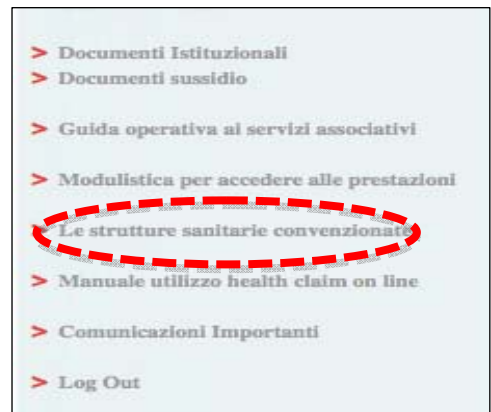 > Documenti Istituzionali
> Documenti sussidio
> Guida operativa ai servizi associativi
> Modulistica per accedere alle prestazioni
> Le strutture sanitarie convenzionate
> Manuale utilizzo health claim on line
> Comunicazioni Importanti
> Log Out